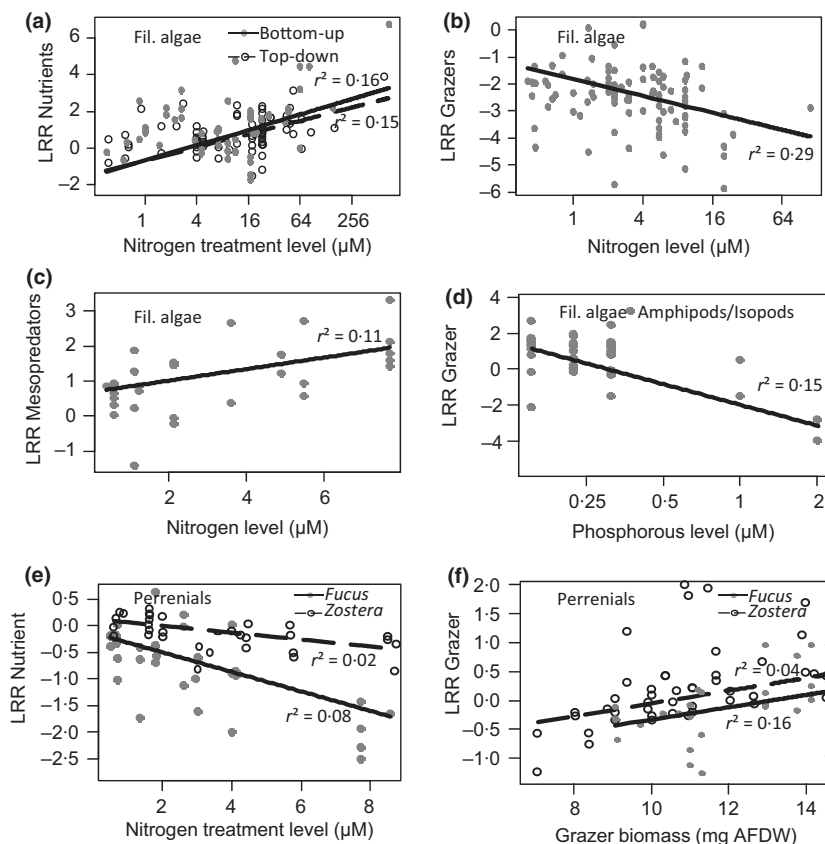 (a)
Fil. algae
Bottom-up
Top-down
r² = 0·16
r² = 0·15
LRR Nutrients
6
4
2
0
−2
1 4 16 64 256
Nitrogen treatment level (µM)
(b)
Fil. algae
r² = 0·29
LRR Grazers
0
−1
−2
−3
−4
−5
−6
1 4 16 64
Nitrogen level (µM)
(c)
Fil. algae
r² = 0·11
LRR Mesopredators
3
2
1
0
−1
2 4 6
Nitrogen level (µM)
(d)
Fil. algae Amphipods/Isopods
r² = 0·15
LRR Grazer
4
2
0
−2
−4
0·25 0·5 1 2
Phosphorous level (µM)
(e)
Perrenials
Fucus
Zostera
r² = 0·02
r² = 0·08
LRR Nutrient
0·5
0·0
−0·5
−1·0
−1·5
−2·0
−2·5
2 4 6 8
Nitrogen treatment level (µM)
(f)
Perrenials
Fucus
Zostera
r² = 0·04
r² = 0·16
LRR Grazer
2·0
1·5
1·0
0·5
0·0
−0·5
−1·0
8 10 12 14
Grazer biomass (mg AFDW)